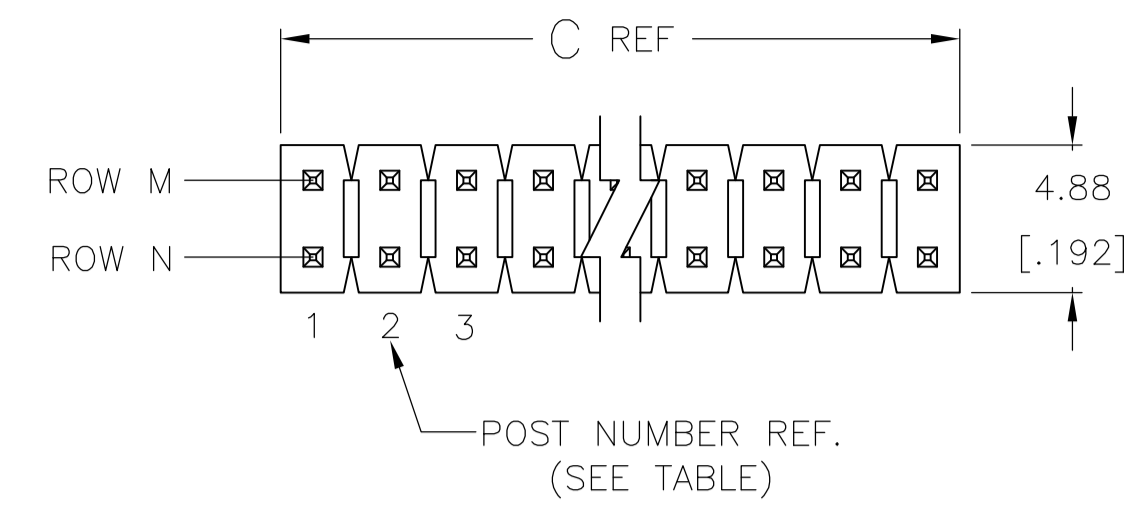 C REF
ROW M
4.88
ROW N
[.192]
1 2 3
POST NUMBER REF.
(SEE TABLE)